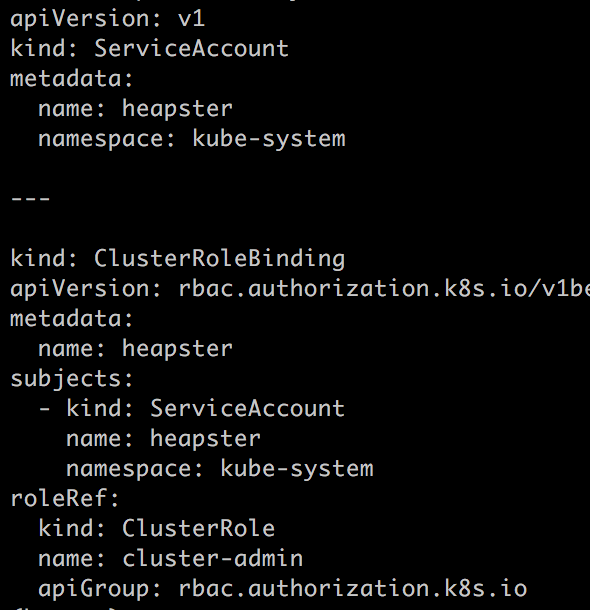 apiVersion: v1
kind: ServiceAccount
metadata:
  name: heapster
  namespace: kube-system

---

kind: ClusterRoleBinding
apiVersion: rbac.authorization.k8s.io/v1be
metadata:
  name: heapster
subjects:
  - kind: ServiceAccount
    name: heapster
    namespace: kube-system
roleRef:
  kind: ClusterRole
  name: cluster-admin
  apiGroup: rbac.authorization.k8s.io